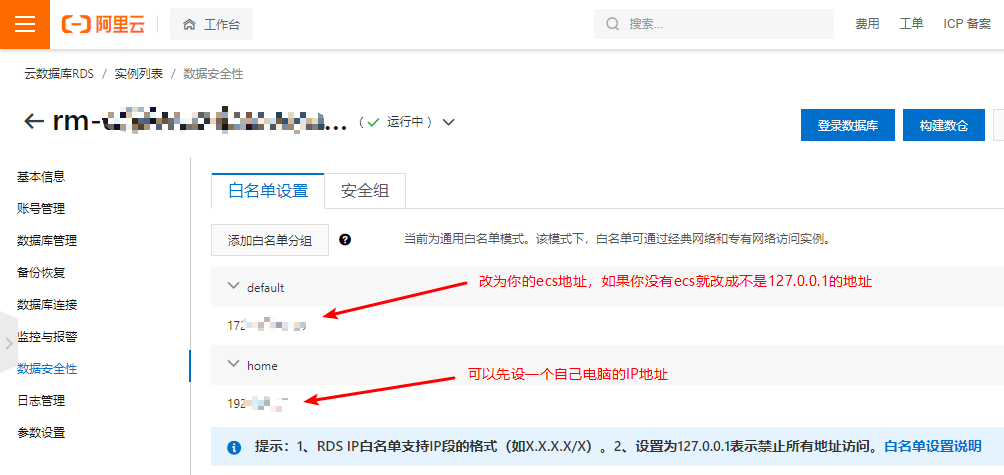 阿里云 工作台 搜索... 费用 工单 ICP 备案
云数据库RDS / 实例列表 / 数据安全性
rm- ... （ 运行中 ）
登录数据库 构建数仓
基本信息
账号管理
数据库管理
备份恢复
数据库连接
监控与报警
数据安全性
日志管理
参数设置
白名单设置 安全组
添加白名单分组 ? 当前为通用白名单模式。该模式下，白名单可通过经典网络和专有网络访问实例。
default
改为你的ecs地址，如果你没有ecs就改成不是127.0.0.1的地址
172
home
可以先设一个自己电脑的IP地址
192
提示：1、RDS IP白名单支持IP段的格式（如X.X.X.X/X）。2、设置为127.0.0.1表示禁止所有地址访问。白名单设置说明